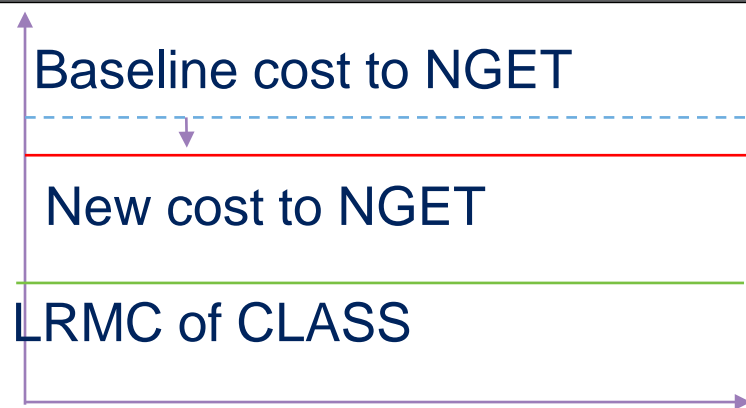 Baseline cost to NGET
New cost to NGET
LRMC of CLASS